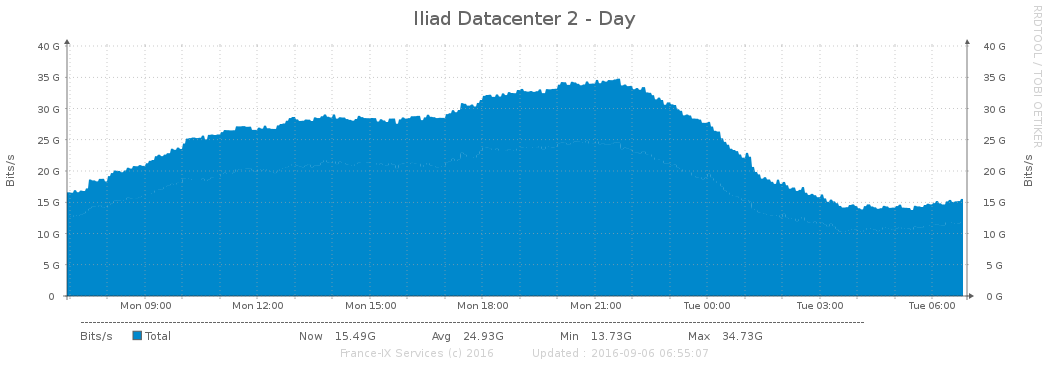 Iliad Datacenter 2 - Day
RRDTOOL / TOBI OETIKER
Bits/s
40 G 40 G
35 G 35 G
30 G 30 G
25 G 25 G
20 G 20 G
15 G 15 G
10 G 10 G
5 G 5 G
0 0 G
Bits/s
Mon 09:00 Mon 12:00 Mon 15:00 Mon 18:00 Mon 21:00 Tue 00:00 Tue 03:00 Tue 06:00
Bits/s Total Now 15.49G Avg 24.93G Min 13.73G Max 34.73G
France-IX Services (c) 2016 Updated : 2016-09-06 06:55:07